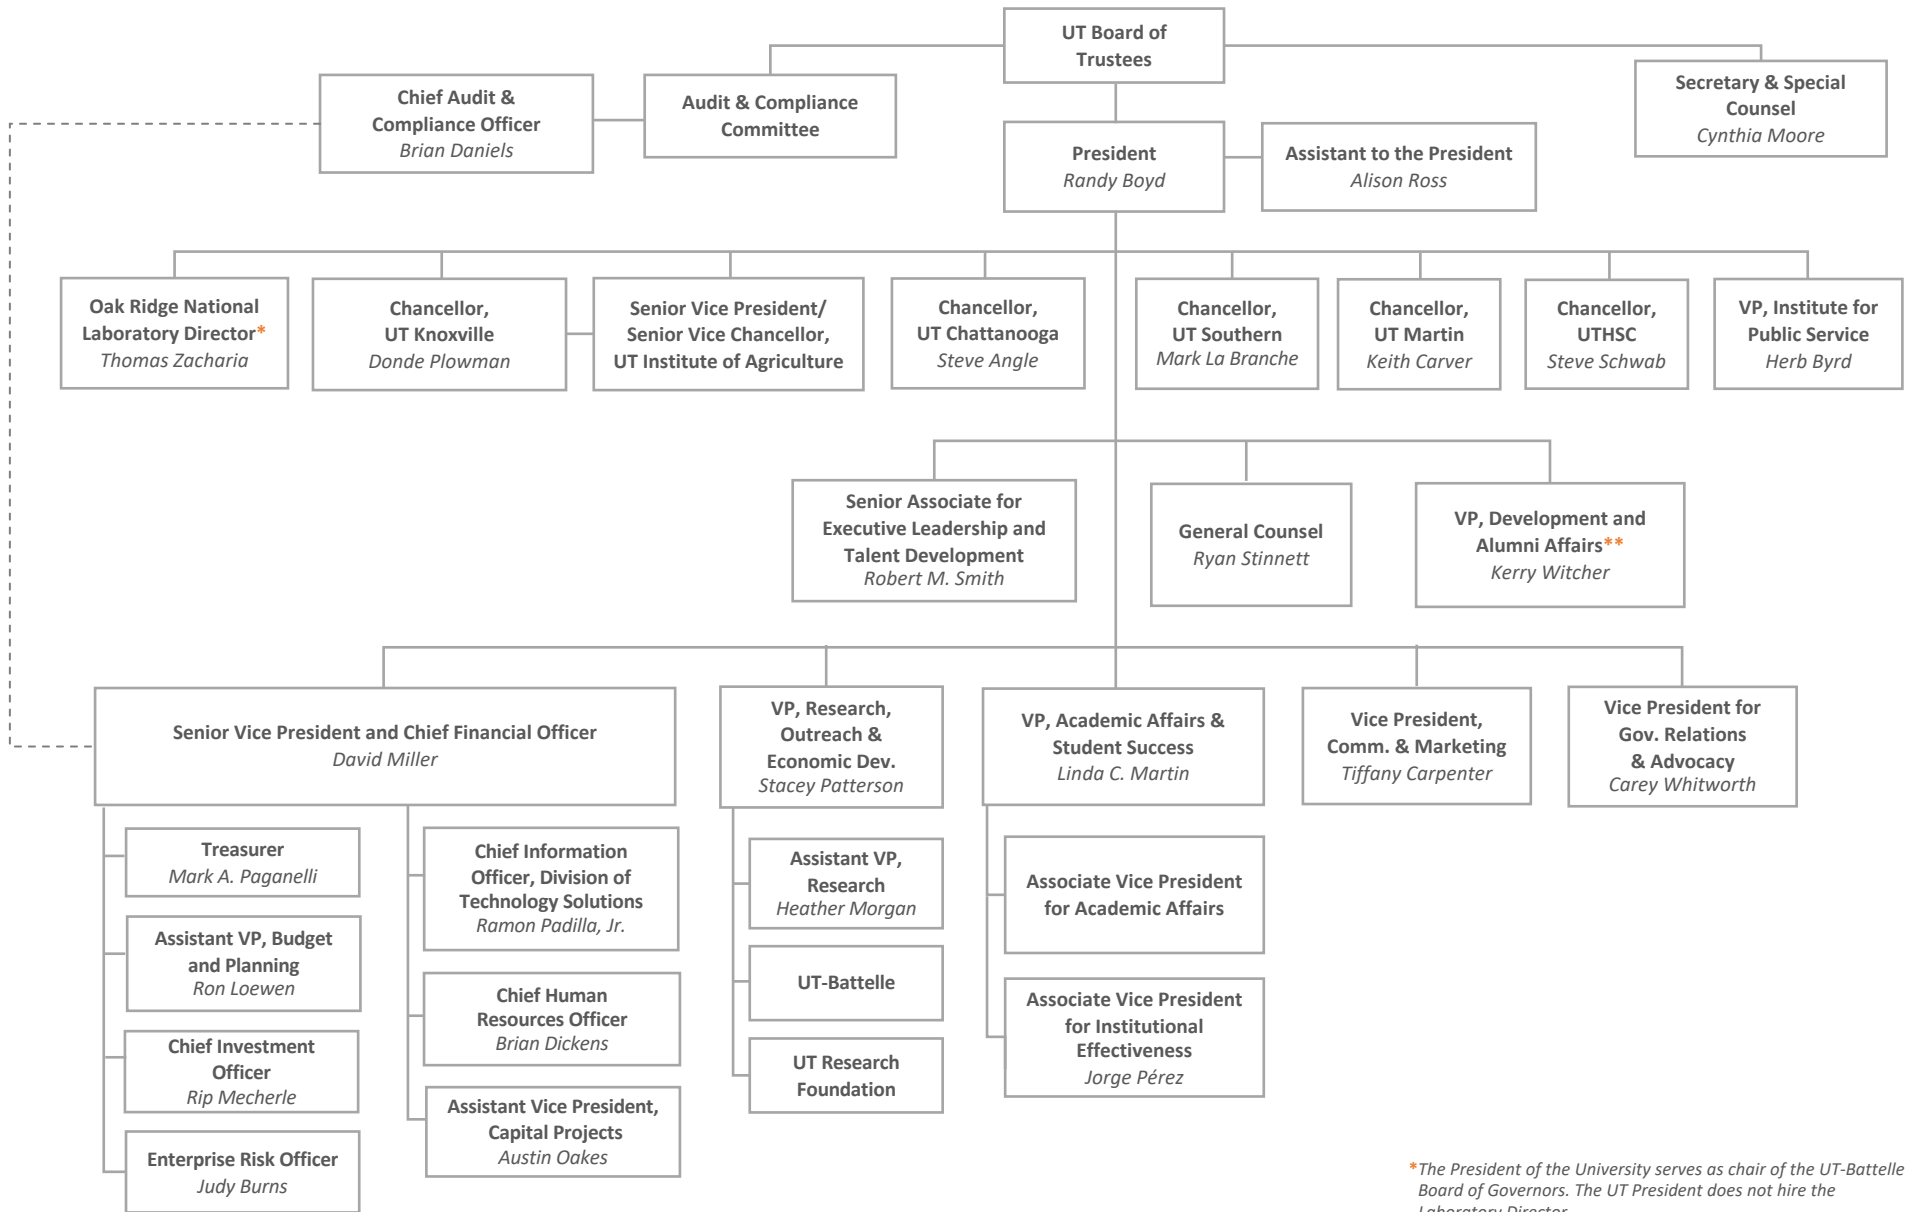 UT Board of
Trustees
Chief Audit &
Compliance Officer
Brian Daniels
Audit & Compliance
Committee
Secretary & Special
Counsel
Cynthia Moore
President
Randy Boyd
Assistant to the President
Alison Ross
Oak Ridge National
Laboratory Director*
Thomas Zacharia
Chancellor,
UT Knoxville
Donde Plowman
Senior Vice President/
Senior Vice Chancellor,
UT Institute of Agriculture
Chancellor,
UT Chattanooga
Steve Angle
Chancellor,
UT Southern
Mark La Branche
Chancellor,
UT Martin
Keith Carver
Chancellor,
UTHSC
Steve Schwab
VP, Institute for
Public Service
Herb Byrd
Senior Associate for
Executive Leadership and
Talent Development
Robert M. Smith
General Counsel
Ryan Stinnett
VP, Development and
Alumni Affairs**
Kerry Witcher
Senior Vice President and Chief Financial Officer
David Miller
VP, Research,
Outreach &
Economic Dev.
Stacey Patterson
VP, Academic Affairs &
Student Success
Linda C. Martin
Vice President,
Comm. & Marketing
Tiffany Carpenter
Vice President for
Gov. Relations
& Advocacy
Carey Whitworth
Treasurer
Mark A. Paganelli
Assistant VP, Budget
and Planning
Ron Loewen
Chief Investment
Officer
Rip Mecherle
Enterprise Risk Officer
Judy Burns
Chief Information
Officer, Division of
Technology Solutions
Ramon Padilla, Jr.
Chief Human
Resources Officer
Brian Dickens
Assistant Vice President,
Capital Projects
Austin Oakes
Assistant VP,
Research
Heather Morgan
UT-Battelle
UT Research
Foundation
Associate Vice President
for Academic Affairs
Associate Vice President
for Institutional
Effectiveness
Jorge Pérez
*The President of the University serves as chair of the UT-Battelle
Board of Governors. The UT President does not hire the
Laboratory Director